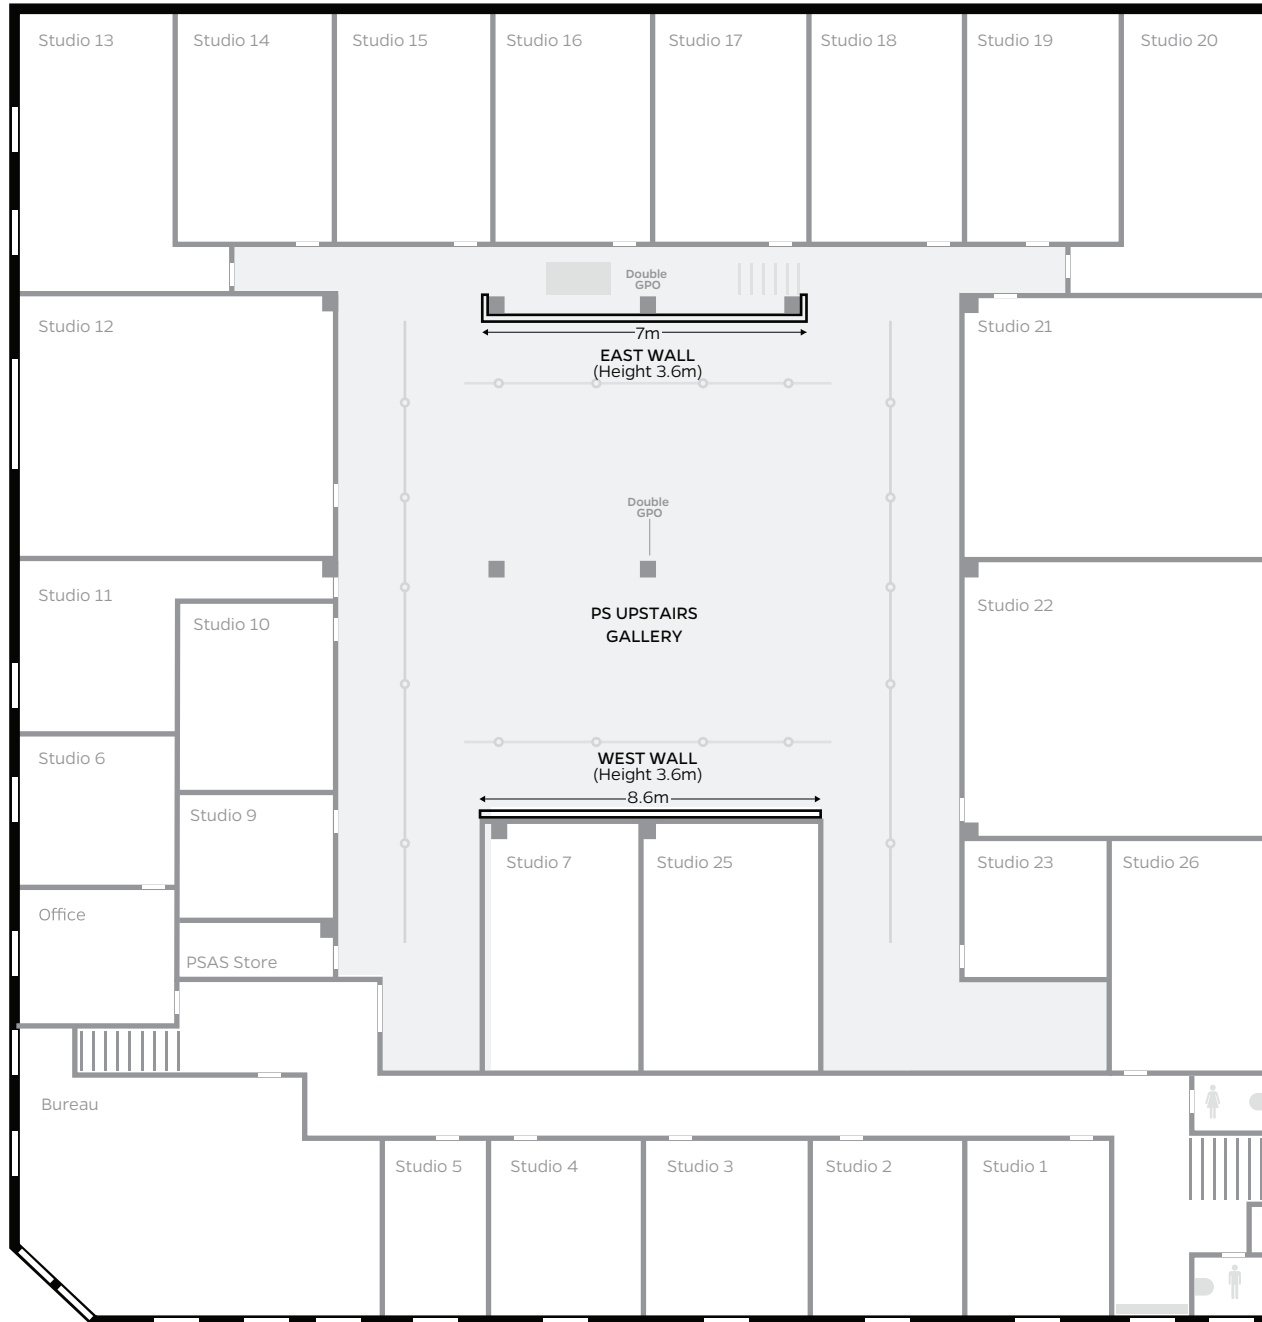 Studio 13
Studio 14
Studio 15
Studio 16
Studio 17
Studio 18
Studio 19
Studio 20
Double
GPO
Studio 12
7m
EAST WALL
(Height 3.6m)
Studio 21
Double
GPO
Studio 11
Studio 10
PS UPSTAIRS
GALLERY
Studio 22
Studio 6
WEST WALL
(Height 3.6m)
8.6m
Studio 9
Studio 7
Studio 25
Studio 23
Studio 26
Office
PSAS Store
Bureau
Studio 5
Studio 4
Studio 3
Studio 2
Studio 1